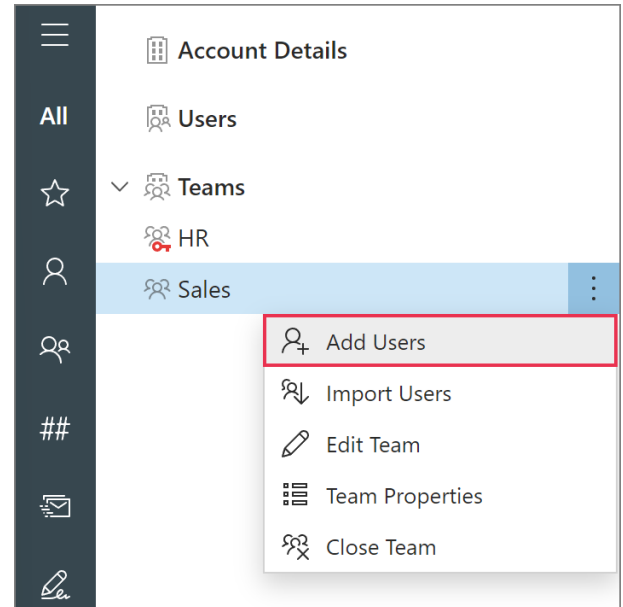 Account Details
All
Users
Teams
HR
Sales
Add Users
Import Users
##
Edit Team
Team Properties
Close Team